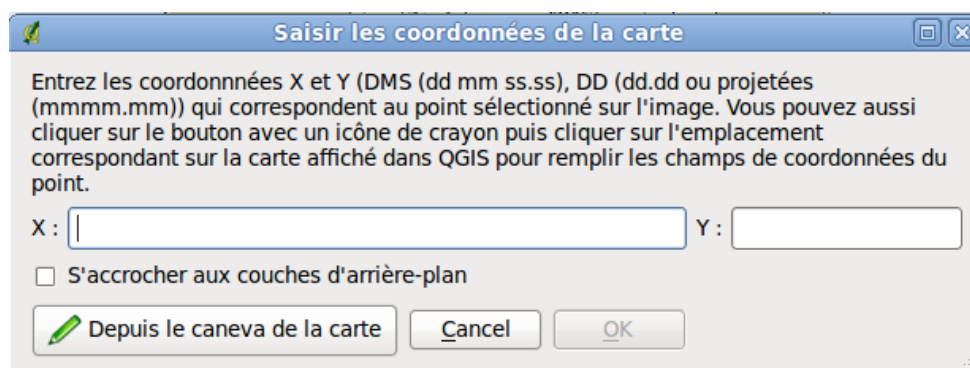 Saisir les coordonnées de la carte
Entrez les coordonnnées X et Y (DMS (dd mm ss.ss), DD (dd.dd ou projetées
(mmmm.mm)) qui correspondent au point sélectionné sur l'image. Vous pouvez aussi
cliquer sur le bouton avec un icône de crayon puis cliquer sur l'emplacement
correspondant sur la carte affiché dans QGIS pour remplir les champs de coordonnées du
point.
X : Y :
S'accrocher aux couches d'arrière-plan
Depuis le caneva de la carte Cancel OK